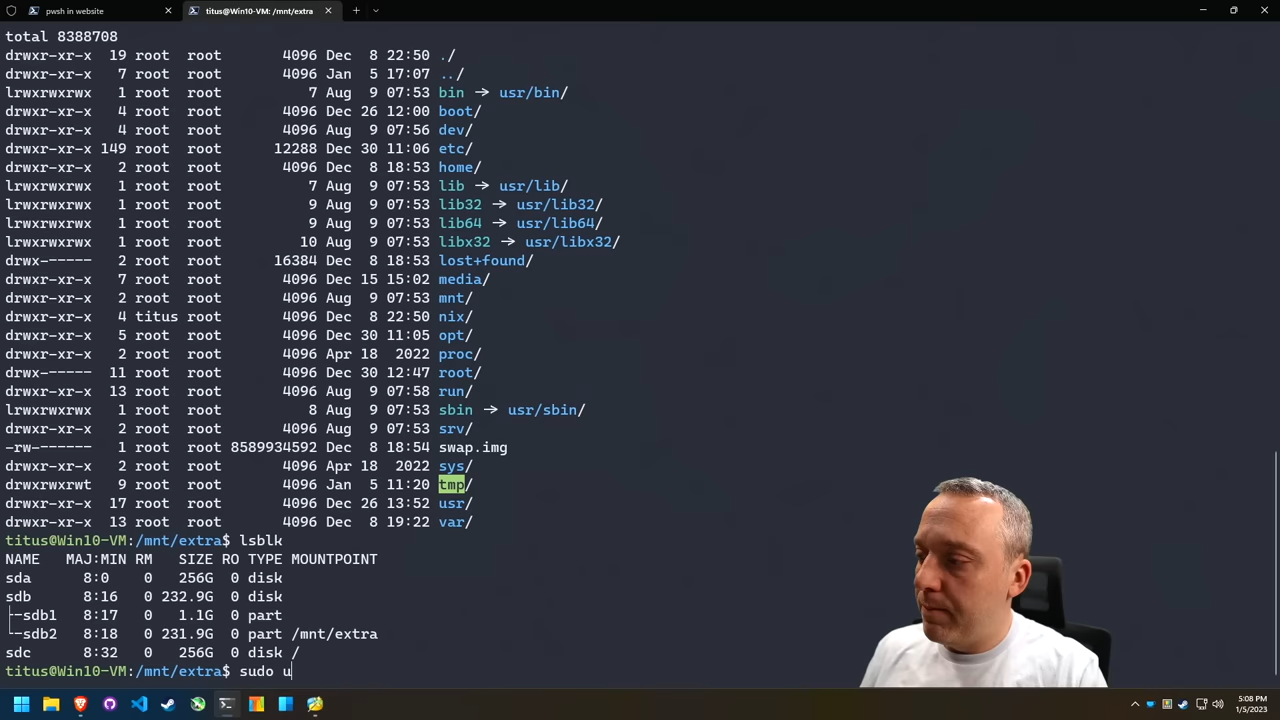 pwsh in website
titus@Win10-VM: /mnt/extra
total 8388708
drwxr-xr-x 19 root root 4096 Dec 8 22:50 ./
drwxr-xr-x 7 root root 4096 Jan 5 17:07 ../
lrwxrwxrwx 1 root root 7 Aug 9 07:53 bin → usr/bin/
drwxr-xr-x 4 root root 4096 Dec 26 12:00 boot/
drwxr-xr-x 4 root root 4096 Aug 9 07:56 dev/
drwxr-xr-x 149 root root 12288 Dec 30 11:06 etc/
drwxr-xr-x 2 root root 4096 Dec 8 18:53 home/
lrwxrwxrwx 1 root root 7 Aug 9 07:53 lib → usr/lib/
lrwxrwxrwx 1 root root 9 Aug 9 07:53 lib32 → usr/lib32/
lrwxrwxrwx 1 root root 9 Aug 9 07:53 lib64 → usr/lib64/
lrwxrwxrwx 1 root root 10 Aug 9 07:53 libx32 → usr/libx32/
drwx------ 2 root root 16384 Dec 8 18:53 lost+found/
drwxr-xr-x 7 root root 4096 Dec 15 15:02 media/
drwxr-xr-x 2 root root 4096 Aug 9 07:53 mnt/
drwxr-xr-x 4 titus root 4096 Dec 8 22:50 nix/
drwxr-xr-x 5 root root 4096 Dec 30 11:05 opt/
drwxr-xr-x 2 root root 4096 Apr 18 2022 proc/
drwx------ 11 root root 4096 Dec 30 12:47 root/
drwxr-xr-x 13 root root 4096 Aug 9 07:58 run/
lrwxrwxrwx 1 root root 8 Aug 9 07:53 sbin → usr/sbin/
drwxr-xr-x 2 root root 4096 Aug 9 07:53 srv/
-rw------- 1 root root 8589934592 Dec 8 18:54 swap.img
drwxr-xr-x 2 root root 4096 Apr 18 2022 sys/
drwxrwxrwt 9 root root 4096 Jan 5 11:20 tmp/
drwxr-xr-x 17 root root 4096 Dec 26 13:52 usr/
drwxr-xr-x 13 root root 4096 Dec 8 19:22 var/
titus@Win10-VM:/mnt/extra$ lsblk
NAME MAJ:MIN RM SIZE RO TYPE MOUNTPOINT
sda 8:0 0 256G 0 disk
sdb 8:16 0 232.9G 0 disk
├─sdb1 8:17 0 1.1G 0 part
└─sdb2 8:18 0 231.9G 0 part /mnt/extra
sdc 8:32 0 256G 0 disk /
titus@Win10-VM:/mnt/extra$ sudo u
5:08 PM
1/5/2023